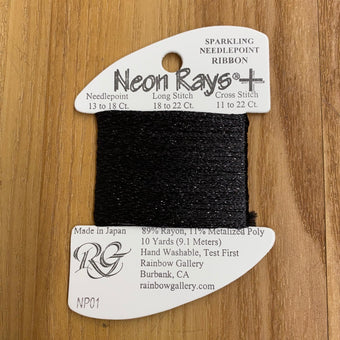 SPARKLING
NEEDLEPOINT
RIBBON
Neon Rays®+
Needlepoint Long Stitch Cross Stitch
13 to 18 Ct. 18 to 22 Ct. 11 to 22 Ct.
Made in Japan 89% Rayon, 11% Metalized Poly
10 Yards (9.1 Meters)
RG Hand Washable, Test First
Rainbow Gallery
Burbank, CA
NP01 rainbowgallery.com